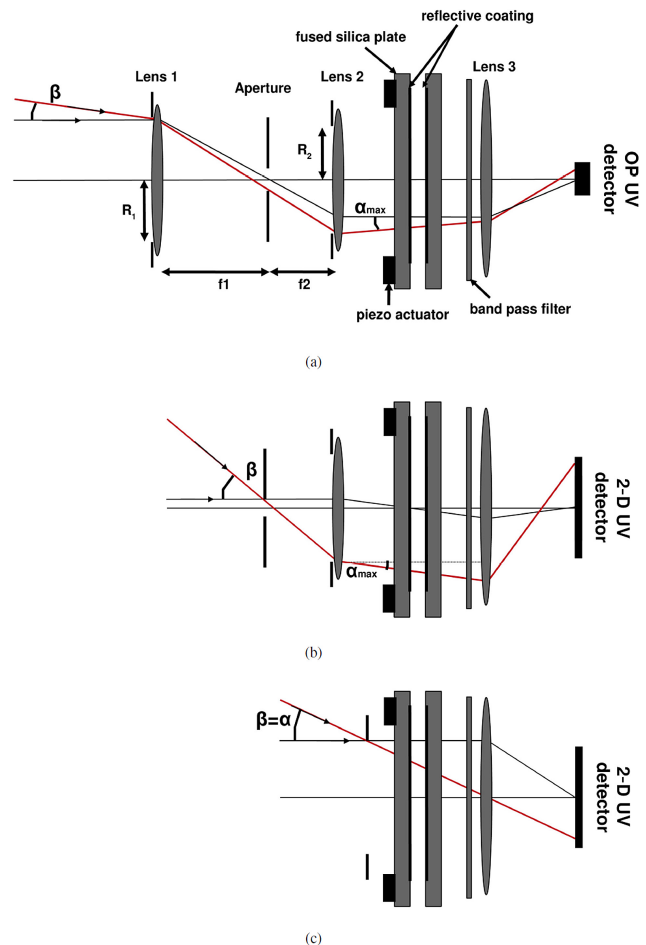 reflective coating
fused silica plate
Lens 1
Lens 2
Lens 3
Aperture
β
R₂
R₁
αmax
OP UV
detector
f1
f2
piezo actuator
band pass filter
(a)
β
αmax
2-D UV
detector
(b)
β=α
2-D UV
detector
(c)